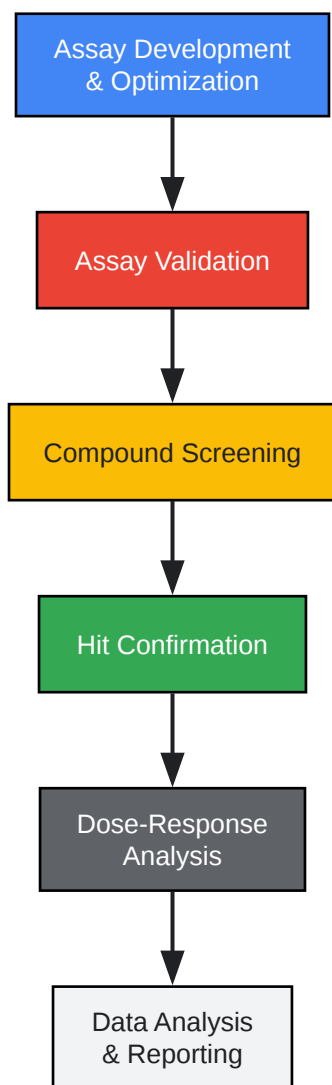 Assay Development
& Optimization
Assay Validation
Compound Screening
Hit Confirmation
Dose-Response
Analysis
Data Analysis
& Reporting